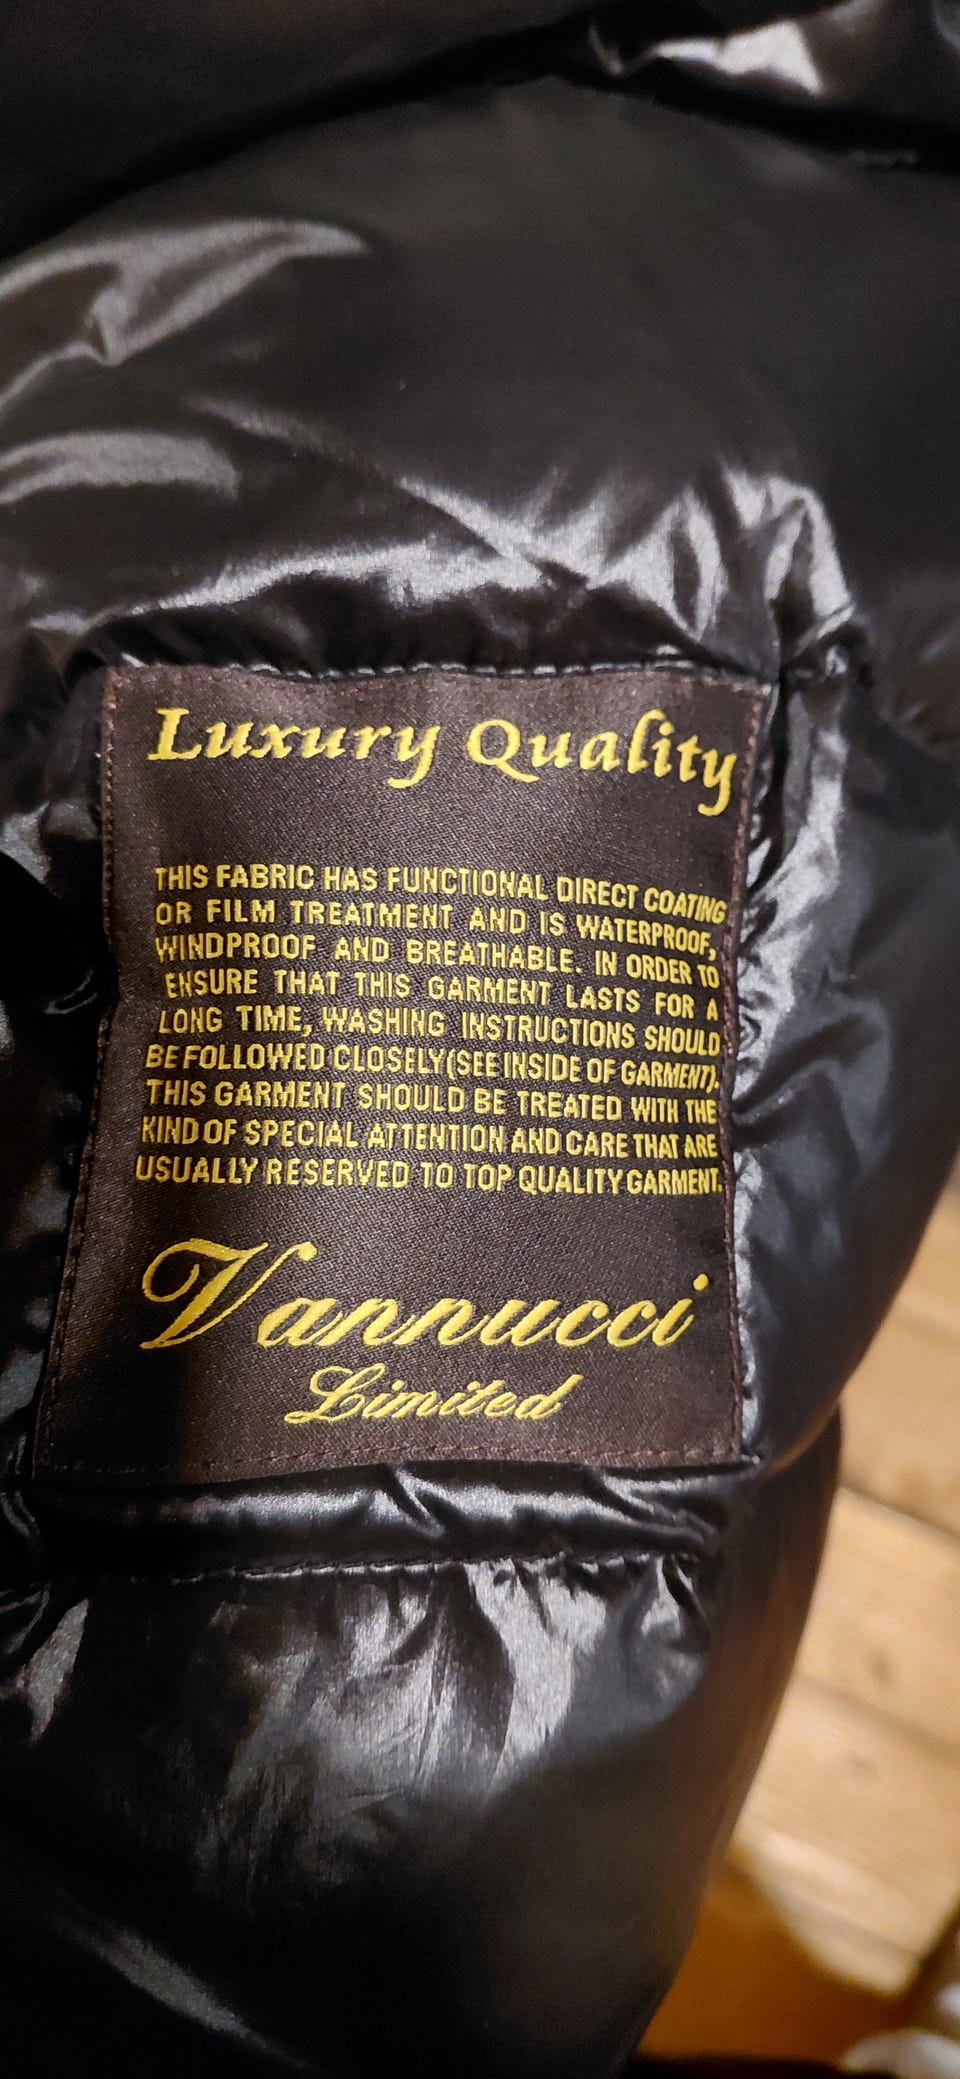 Luxury Quality
THIS FABRIC HAS FUNCTIONAL DIRECT COATING
OR FILM TREATMENT AND IS WATERPROOF,
WINDPROOF AND BREATHABLE. IN ORDER TO
ENSURE THAT THIS GARMENT LASTS FOR A
LONG TIME, WASHING INSTRUCTIONS SHOULD
BE FOLLOWED CLOSELY(SEE INSIDE OF GARMENT).
THIS GARMENT SHOULD BE TREATED WITH THE
KIND OF SPECIAL ATTENTION AND CARE THAT ARE
USUALLY RESERVED TO TOP QUALITY GARMENT.
Vannucci
Limited